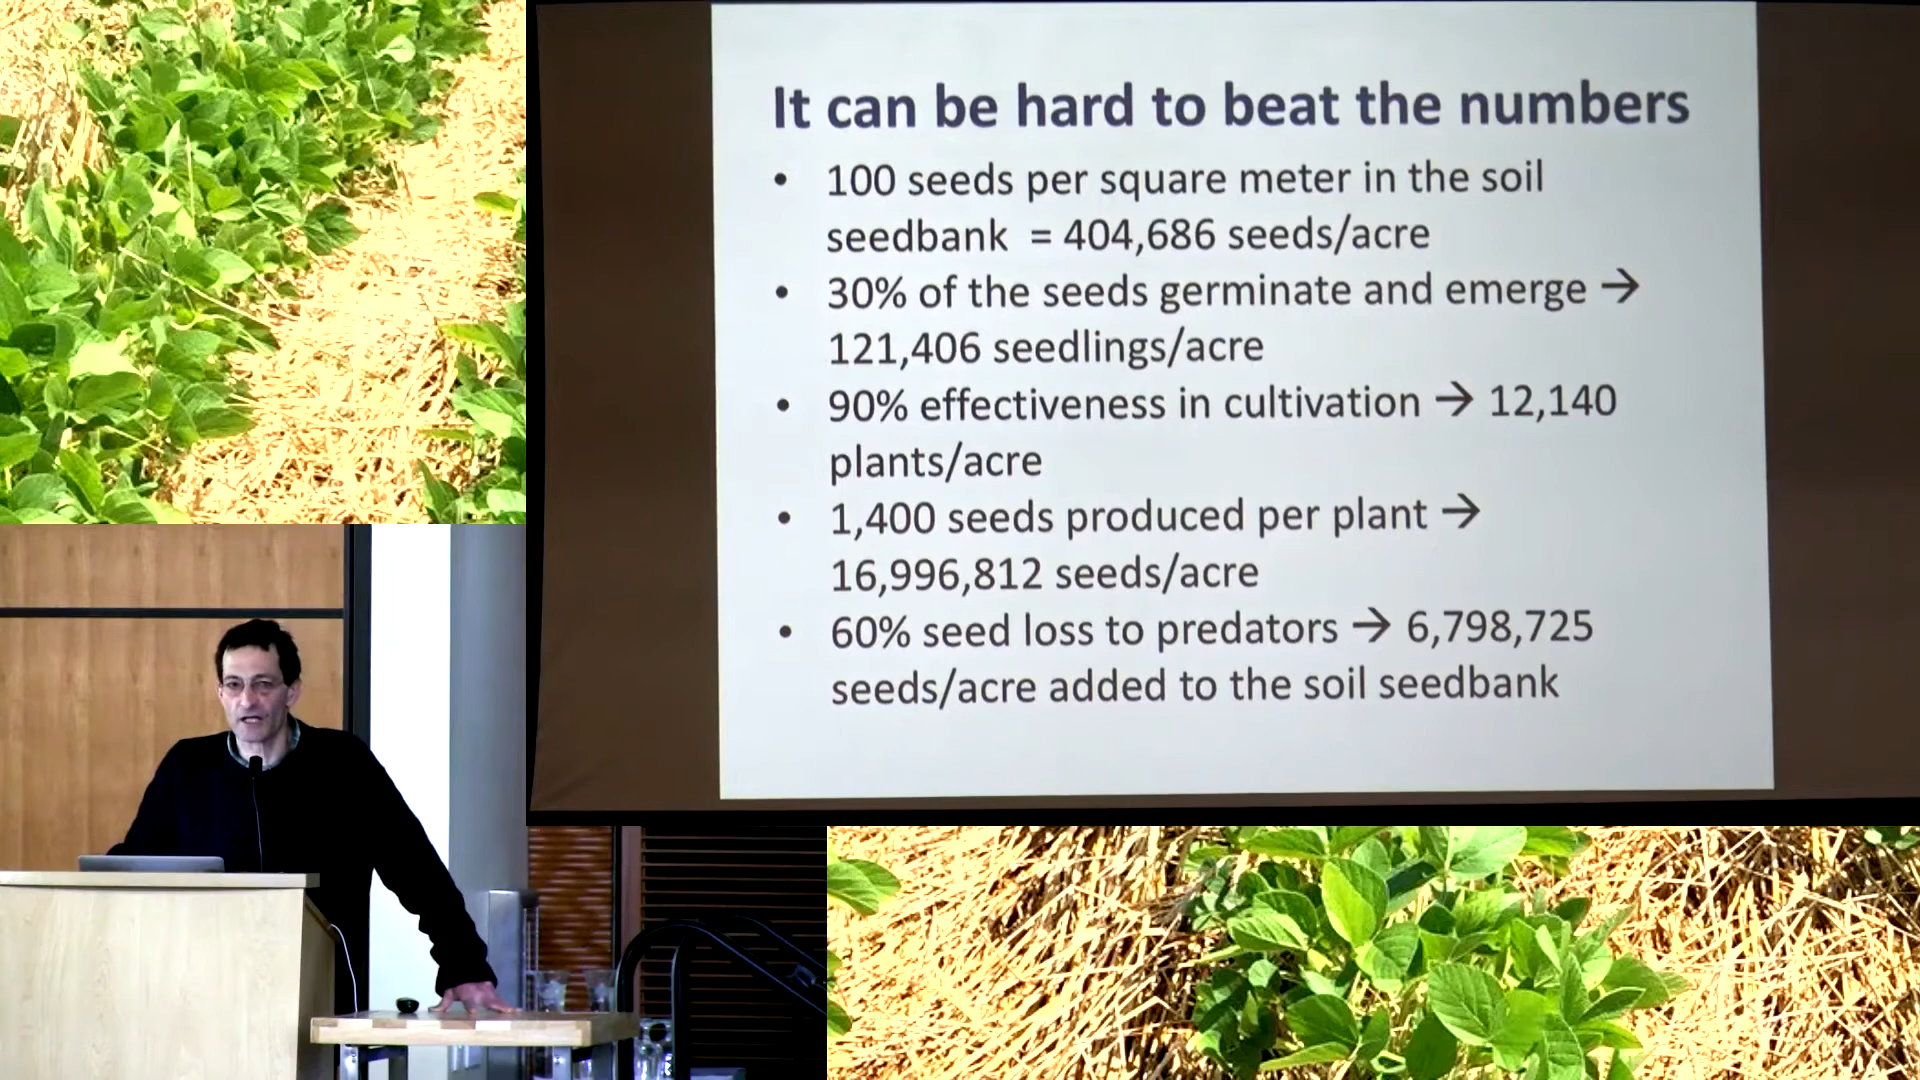 It can be hard to beat the numbers
• 100 seeds per square meter in the soil
seedbank = 404,686 seeds/acre
• 30% of the seeds germinate and emerge →
121,406 seedlings/acre
• 90% effectiveness in cultivation → 12,140
plants/acre
• 1,400 seeds produced per plant →
16,996,812 seeds/acre
• 60% seed loss to predators → 6,798,725
seeds/acre added to the soil seedbank